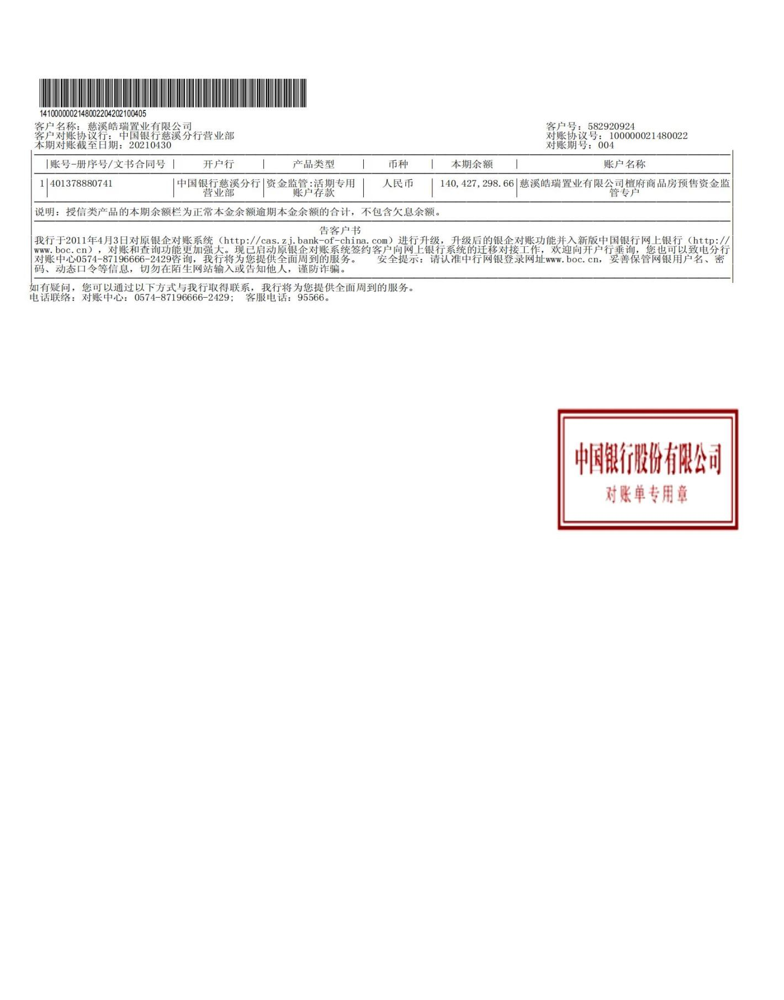 1410000002148002204202100405
客户名称：慈溪皓瑞置业有限公司 客户号：582920924
客户对账协议行：中国银行慈溪分行营业部 对账协议号：100000021480022
本期对账截至日期：20210430 对账期号：004
账号-册序号/文书合同号 开户行 产品类型 币种 本期余额 账户名称
1 401378880741 中国银行慈溪分行 资金监管:活期专用 人民币 140,427,298.66 慈溪皓瑞置业有限公司檀府商品房预售资金监
营业部 账户存款 管专户
说明：授信类产品的本期余额栏为正常本金余额逾期本金余额的合计，不包含欠息余额。
告客户书
我行于2011年4月3日对原银企对账系统（http://cas.zj.bank-of-china.com）进行升级，升级后的银企对账功能并入新版中国银行网上银行（http://
www.boc.cn），对账和查询功能更加强大。现已启动原银企对账系统签约客户向网上银行系统的迁移对接工作，欢迎向开户行垂询，您也可以致电分行
对账中心0574-87196666-2429咨询，我行将为您提供全面周到的服务。 安全提示：请认准中行网银登录网址www.boc.cn，妥善保管网银用户名、密
码、动态口令等信息，切勿在陌生网站输入或告知他人，谨防诈骗。
如有疑问，您可以通过以下方式与我行取得联系，我行将为您提供全面周到的服务。
电话联络：对账中心：0574-87196666-2429; 客服电话：95566。
中国银行股份有限公司
对账单专用章